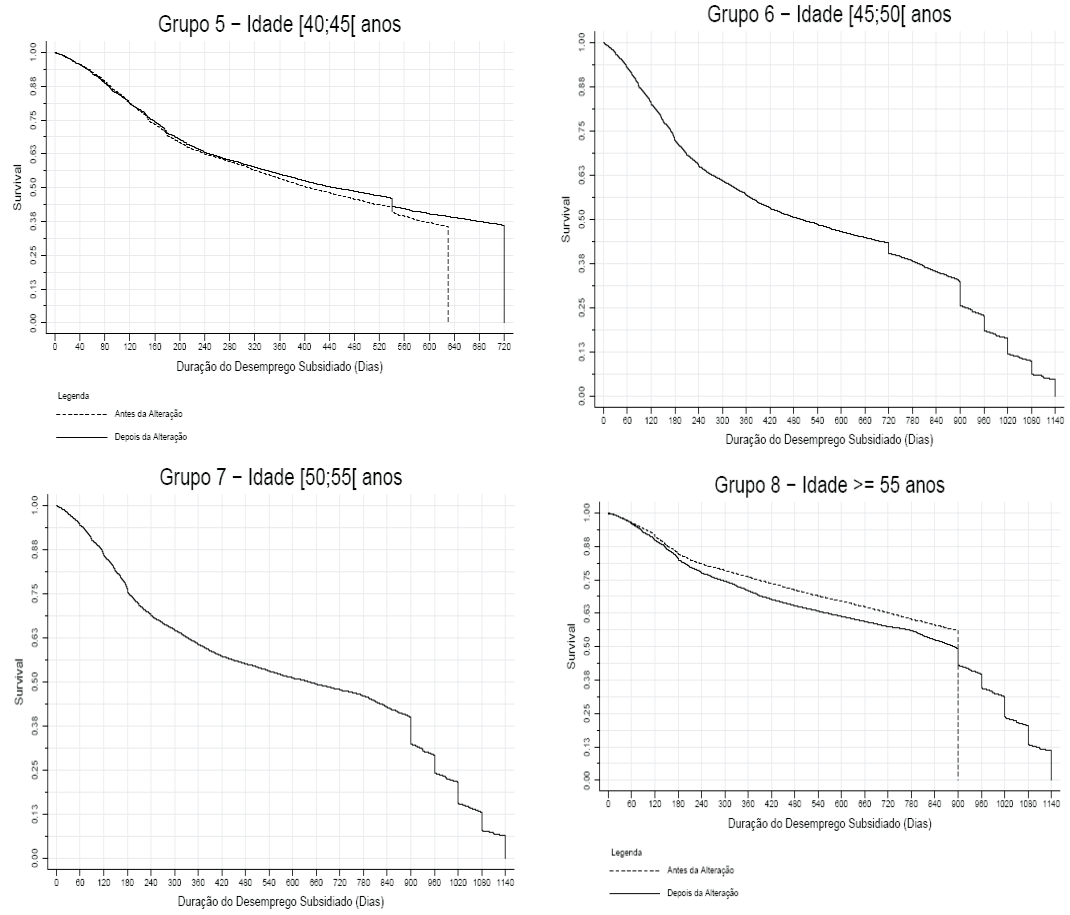 Grupo 5 − Idade [40;45[ anos
Survival
1.00
0.88
0.75
0.63
0.50
0.38
0.25
0.13
0.00
0 40 80 120 160 200 240 280 320 360 400 440 480 520 560 600 640 680 720
Duração do Desemprego Subsidiado (Dias)
Legenda
Antes da Alteração
Depois da Alteração
Grupo 6 − Idade [45;50[ anos
Survival
1.00
0.88
0.75
0.63
0.50
0.38
0.25
0.13
0.00
0 60 120 180 240 300 360 420 480 540 600 660 720 780 840 900 960 1020 1080 1140
Duração do Desemprego Subsidiado (Dias)
Grupo 7 − Idade [50;55[ anos
Survival
1.00
0.88
0.75
0.63
0.50
0.38
0.25
0.13
0.00
0 60 120 180 240 300 360 420 480 540 600 660 720 780 840 900 960 1020 1080 1140
Duração do Desemprego Subsidiado (Dias)
Grupo 8 − Idade >= 55 anos
Survival
1.00
0.88
0.75
0.63
0.50
0.38
0.25
0.13
0.00
0 60 120 180 240 300 360 420 480 540 600 660 720 780 840 900 960 1020 1080 1140
Duração do Desemprego Subsidiado (Dias)
Legenda
Antes da Alteração
Depois da Alteração